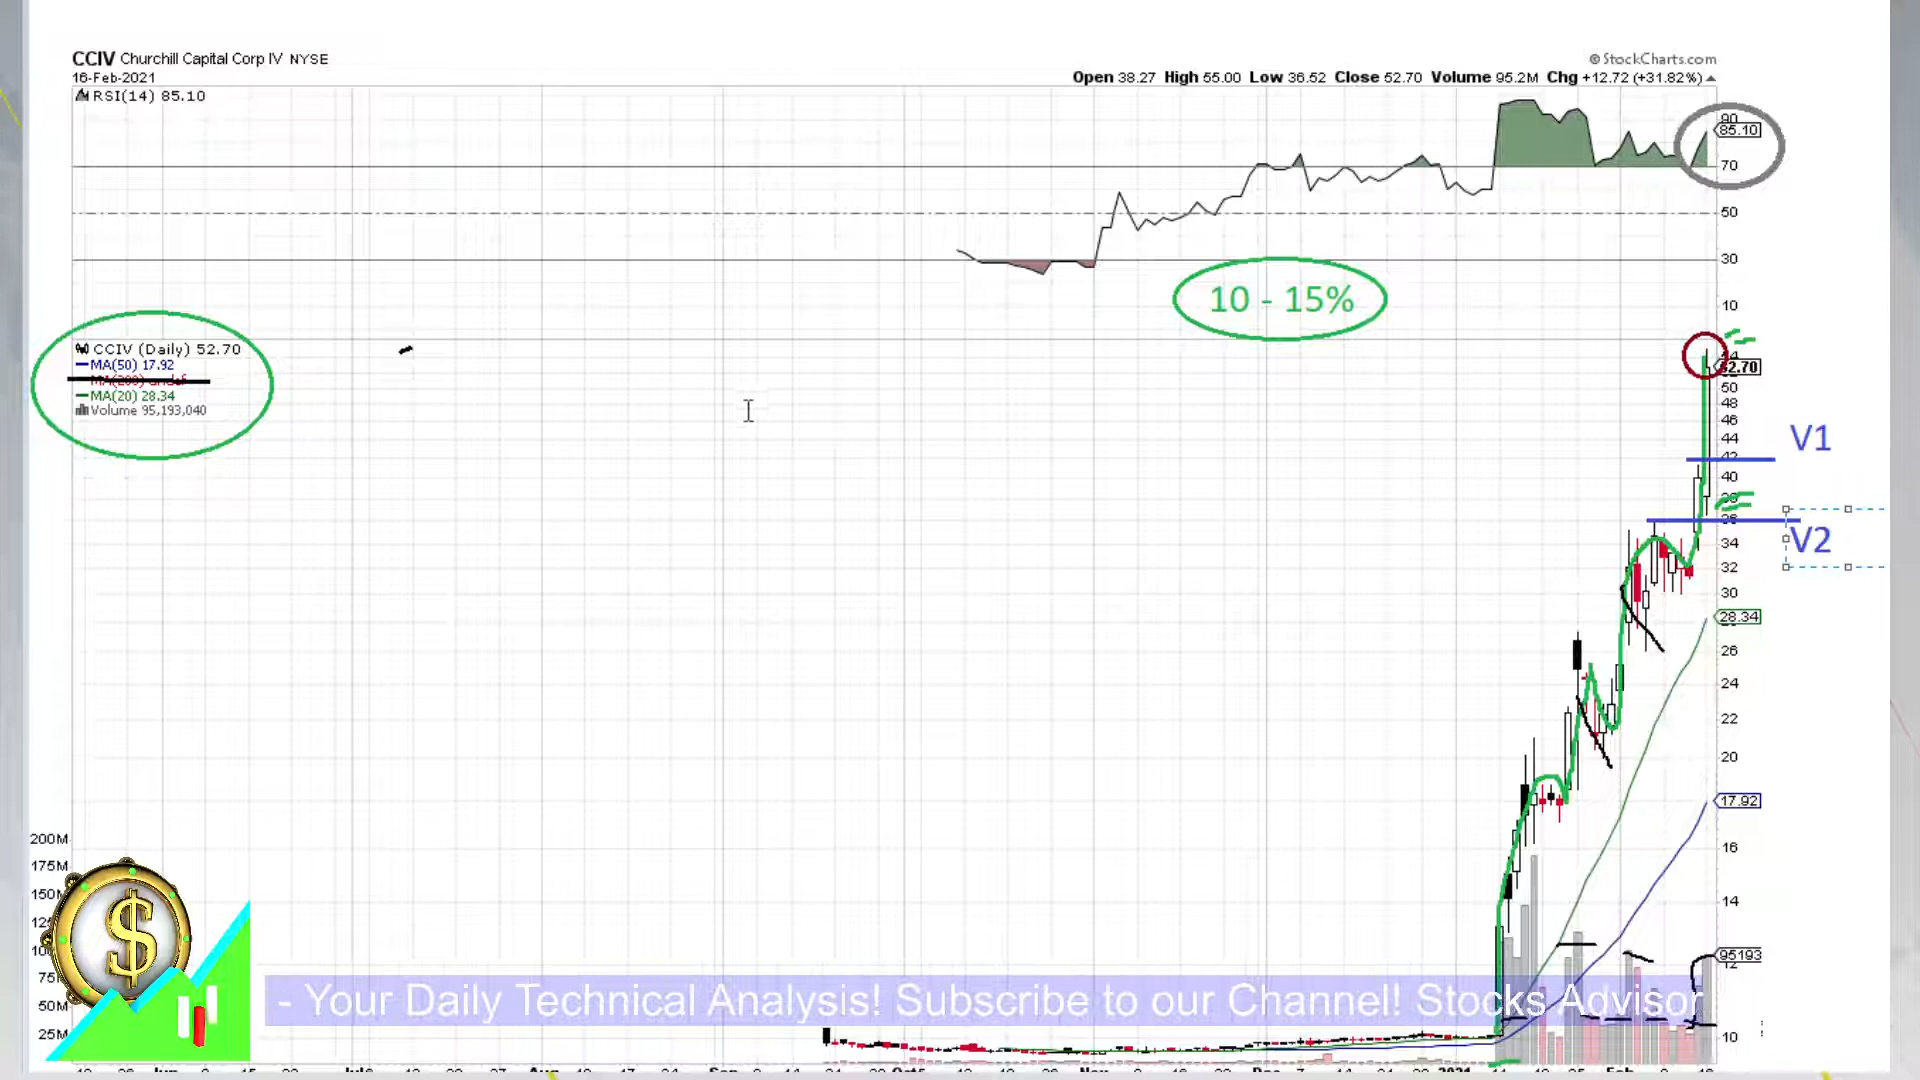 CCIV Churchill Capital Corp IV NYSE
© StockCharts.com
16-Feb-2021
Open 38.27 High 55.00 Low 36.52 Close 52.70 Volume 95.2M Chg +12.72 (+31.82%)
RSI(14) 85.10
90
85.10
70
50
30
10
10 - 15%
CCIV (Daily) 52.70
MA(50) 17.92
MA(20) 28.34
Volume 95,193,040
52.70
50
48
46
44
V1
42
40
36
V2
34
32
30
28.34
26
24
22
20
17.92
16
14
95193
12
10
200M
175M
150M
50M
25M
$
- Your Daily Technical Analysis! Subscribe to our Channel! Stocks Advisor